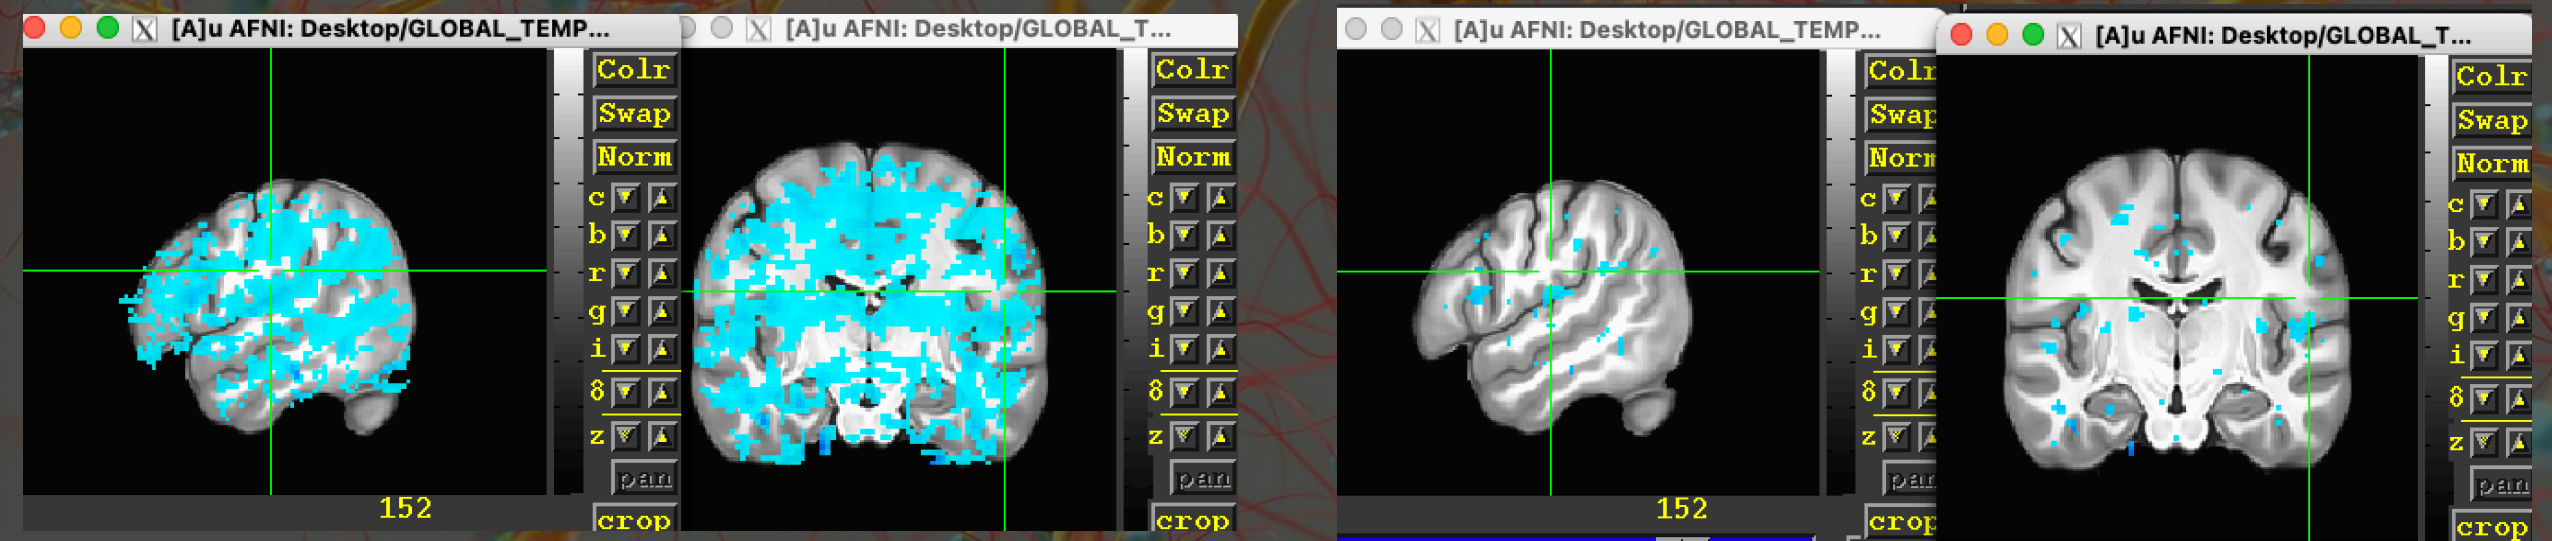 [A]u AFNI: Desktop/GLOBAL_TEMP...
Colr
Swap
Norm
c
b
r
g
i
8
z
pan
crop
152
[A]u AFNI: Desktop/GLOBAL_T...
Colr
Swap
Norm
c
b
r
g
i
8
z
pan
crop
[A]u AFNI: Desktop/GLOBAL_TEMP...
Colr
Swap
Norm
c
b
r
g
i
8
z
pan
crop
152
[A]u AFNI: Desktop/GLOBAL_T...
Colr
Swap
Norm
c
b
r
g
i
8
z
pan
crop